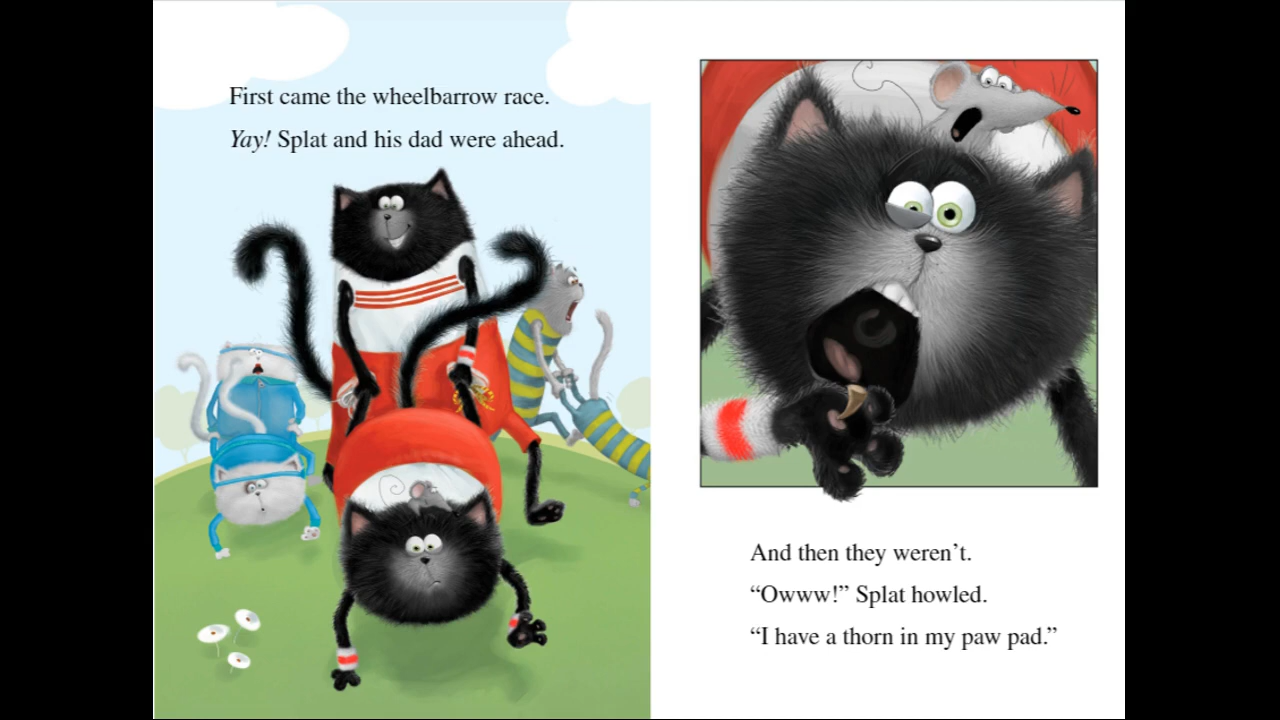 First came the wheelbarrow race.
Yay! Splat and his dad were ahead.
And then they weren’t.
“Owww!” Splat howled.
“I have a thorn in my paw pad.”